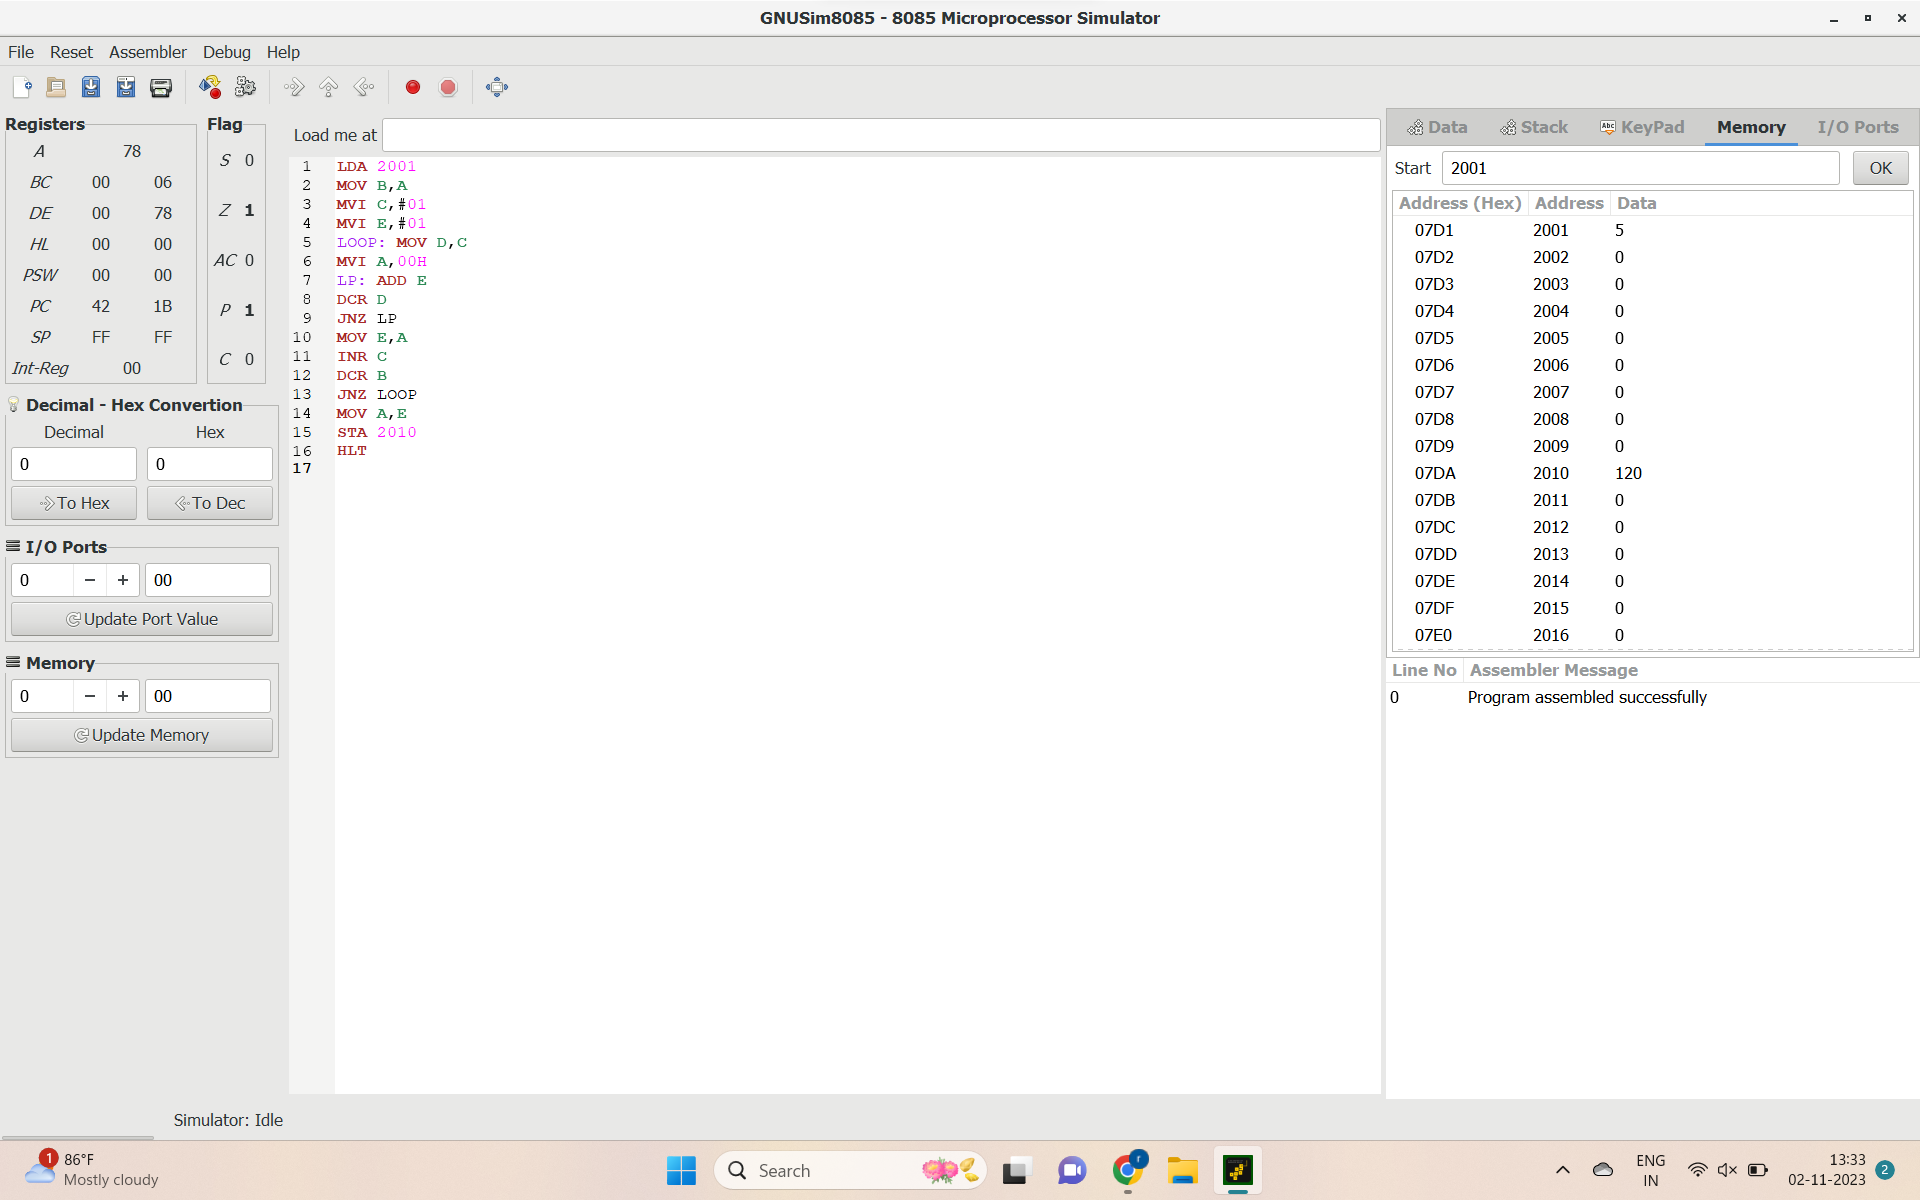 GNUSim8085 - 8085 Microprocessor Simulator
File Reset Assembler Debug Help
Registers
A 78
BC 00 06
DE 00 78
HL 00 00
PSW 00 00
PC 42 1B
SP FF FF
Int-Reg 00
Flag
S 0
Z 1
AC 0
P 1
C 0
Decimal - Hex Convertion
Decimal Hex
0 0
To Hex To Dec
I/O Ports
0 − + 00
Update Port Value
Memory
0 − + 00
Update Memory
Load me at
1 LDA 2001
2 MOV B,A
3 MVI C,#01
4 MVI E,#01
5 LOOP: MOV D,C
6 MVI A,00H
7 LP: ADD E
8 DCR D
9 JNZ LP
10 MOV E,A
11 INR C
12 DCR B
13 JNZ LOOP
14 MOV A,E
15 STA 2010
16 HLT
17
Data Stack Abc KeyPad Memory I/O Ports
Start 2001 OK
Address (Hex) Address Data
07D1 2001 5
07D2 2002 0
07D3 2003 0
07D4 2004 0
07D5 2005 0
07D6 2006 0
07D7 2007 0
07D8 2008 0
07D9 2009 0
07DA 2010 120
07DB 2011 0
07DC 2012 0
07DD 2013 0
07DE 2014 0
07DF 2015 0
07E0 2016 0
Line No Assembler Message
0 Program assembled successfully
Simulator: Idle
1 86°F
Mostly cloudy
Search
r
ENG
IN
13:33
02-11-2023
2